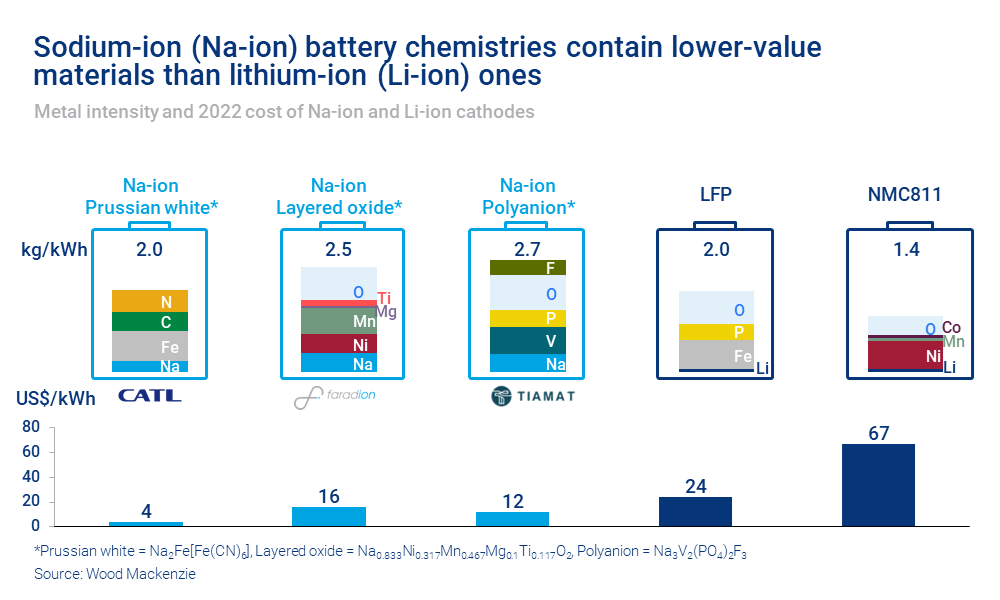 Sodium-ion (Na-ion) battery chemistries contain lower-value
materials than lithium-ion (Li-ion) ones
Metal intensity and 2022 cost of Na-ion and Li-ion cathodes
Na-ion
Prussian white*
Na-ion
Layered oxide*
Na-ion
Polyanion*
LFP
NMC811
kg/kWh
2.0
2.5
2.7
2.0
1.4
N
C
Fe
Na
O
Ti
Mg
Mn
Ni
Na
F
O
P
V
Na
O
P
Fe
Li
O
Co
Mn
Ni
Li
US$/kWh
CATL
faradion
TIAMAT
80
60
40
20
0
4
16
12
24
67
*Prussian white = Na₂Fe[Fe(CN)₆], Layered oxide = Na₀.₈₃₃Ni₀.₃₁₇Mn₀.₄₆₇Mg₀.₁Ti₀.₁₁₇O₂, Polyanion = Na₃V₂(PO₄)₂F₃
Source: Wood Mackenzie